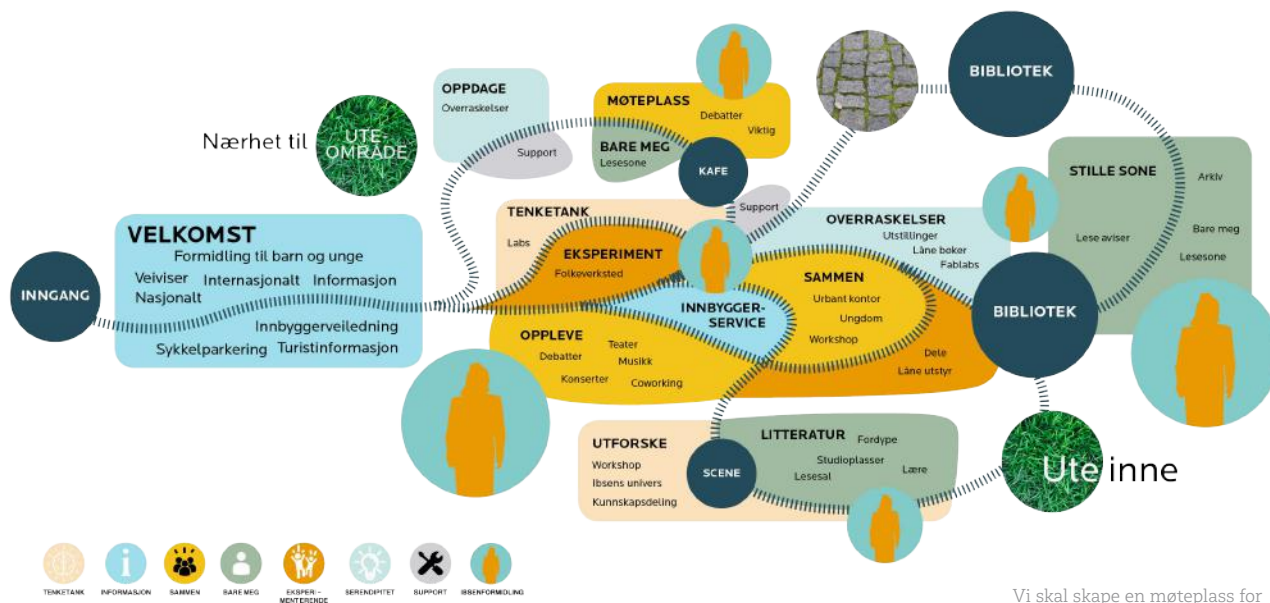 BIBLIOTEK
OPPDAGE
Overraskelser
Support
MØTEPLASS
Debatter
Viktig
BARE MEG
Lesesone
KAFE
Nærhet til
UTE-
OMRÅDE
STILLE SONE
Arkiv
Lese aviser
Bare meg
Lesesone
Support
TENKETANK
Labs
EKSPERIMENT
Folkeverksted
OVERRASKELSER
Utstillinger
Låne bøker
Fablabs
INNGANG
VELKOMST
Formidling til barn og unge
Veiviser Internasjonalt Informasjon
Nasjonalt
Innbyggerveiledning
Sykkelparkering Turistinformasjon
INNBYGGER-
SERVICE
SAMMEN
Urbant kontor
Ungdom
Workshop
BIBLIOTEK
OPPLEVE
Teater
Debatter
Musikk
Konserter
Coworking
Dele
Låne utstyr
UTFORSKE
Workshop
Ibsens univers
Kunnskapsdeling
SCENE
LITTERATUR
Fordype
Studioplasser
Lesesal
Lære
Ute inne
TENKETANK
INFORMASJON
SAMMEN
BARE MEG
EKSPERI-
MENTERENDE
SERENDIPITET
SUPPORT
IBSENFORMIDLING
Vi skal skape en møteplass for